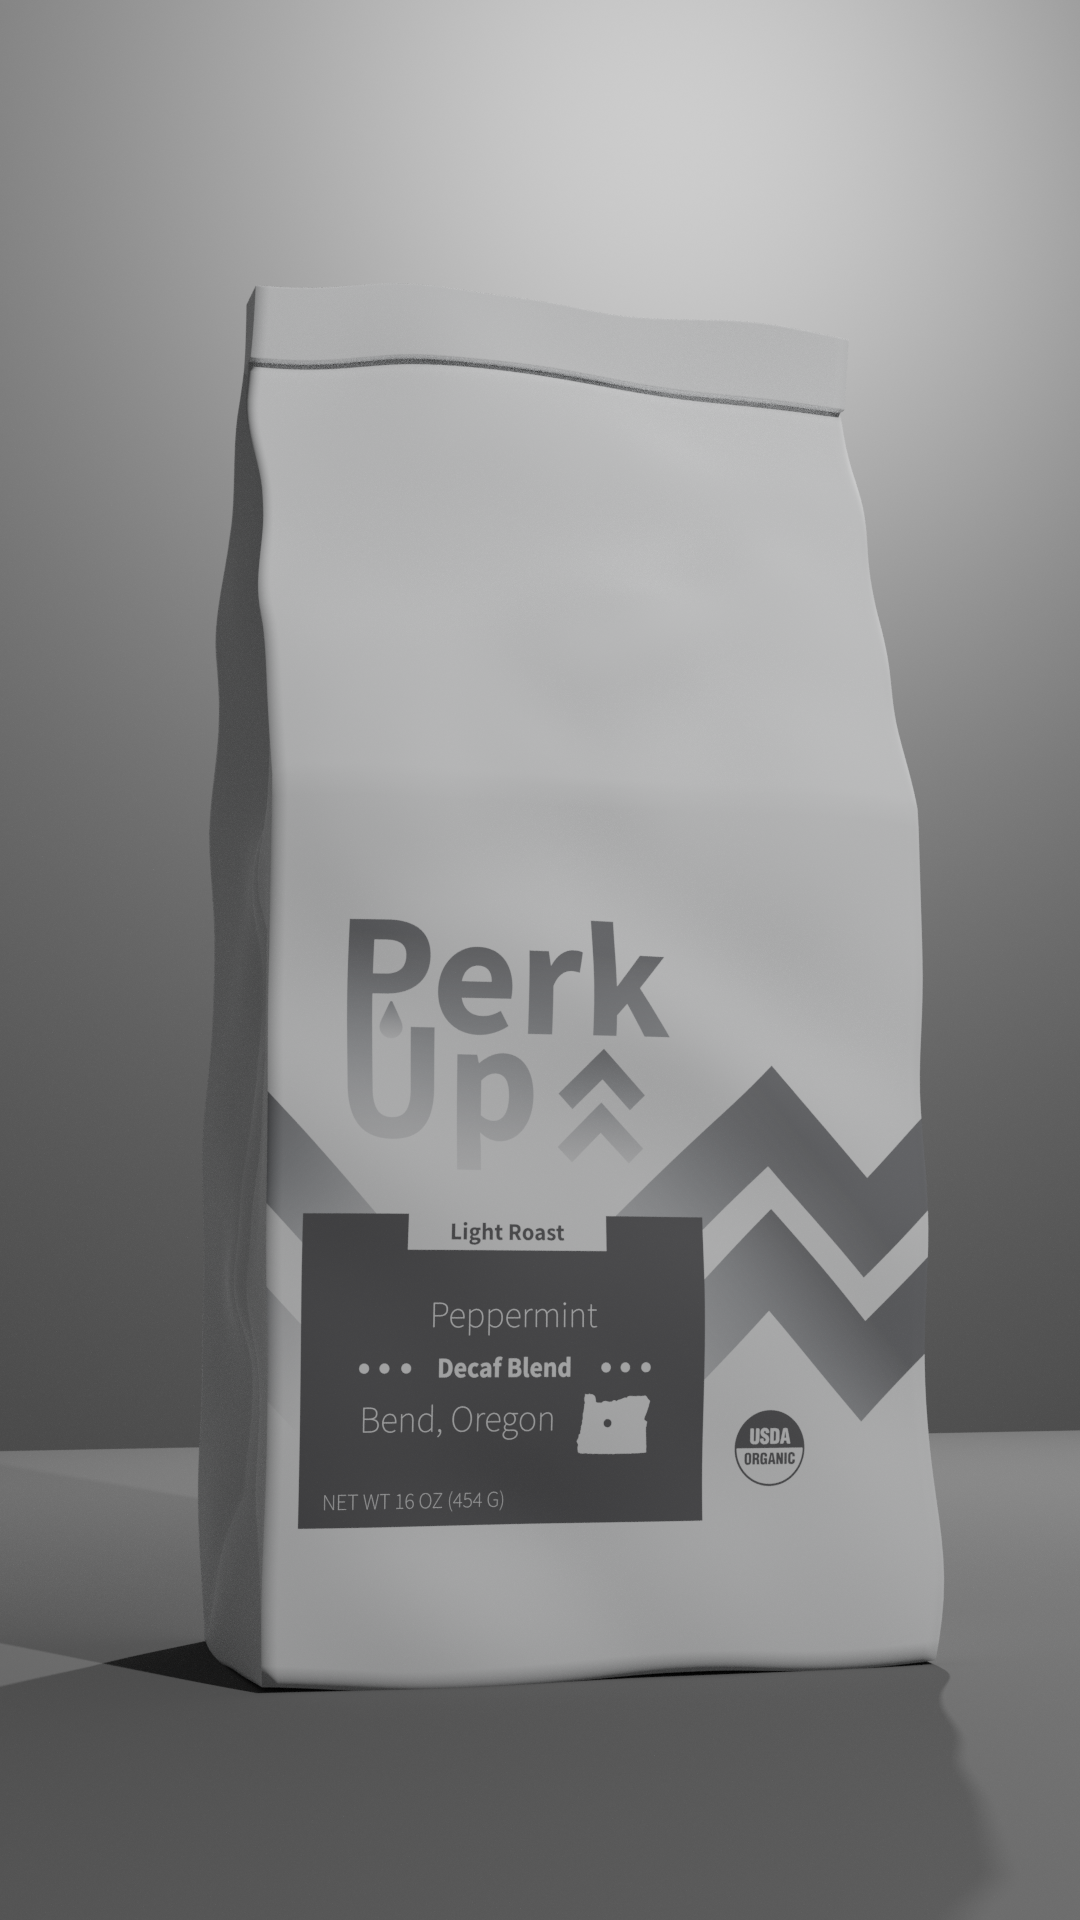 Perk
Up
Light Roast
Peppermint
Decaf Blend
Bend, Oregon
NET WT 16 OZ (454 G)
USDA
ORGANIC